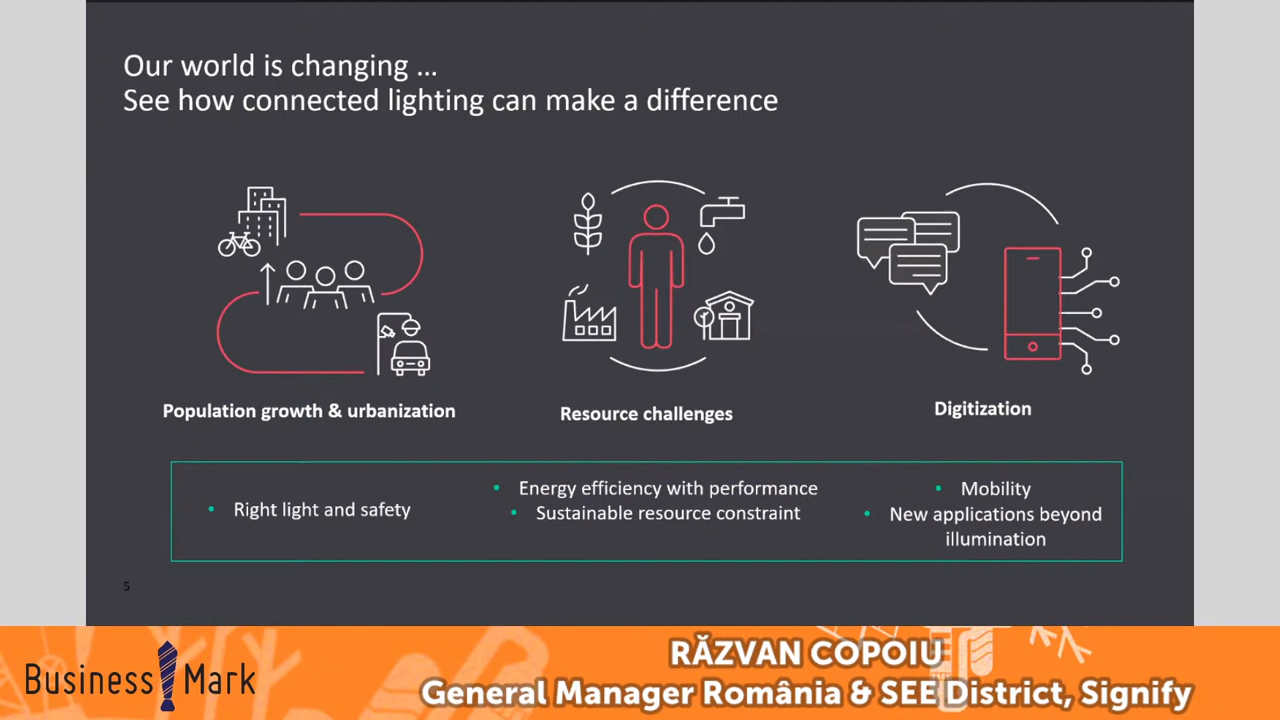 Our world is changing ...
See how connected lighting can make a difference
Population growth & urbanization
Resource challenges
Digitization
• Right light and safety
• Energy efficiency with performance
• Sustainable resource constraint
• Mobility
• New applications beyond
illumination
5
Business Mark
RĂZVAN COPOIU
General Manager România & SEE District, Signify